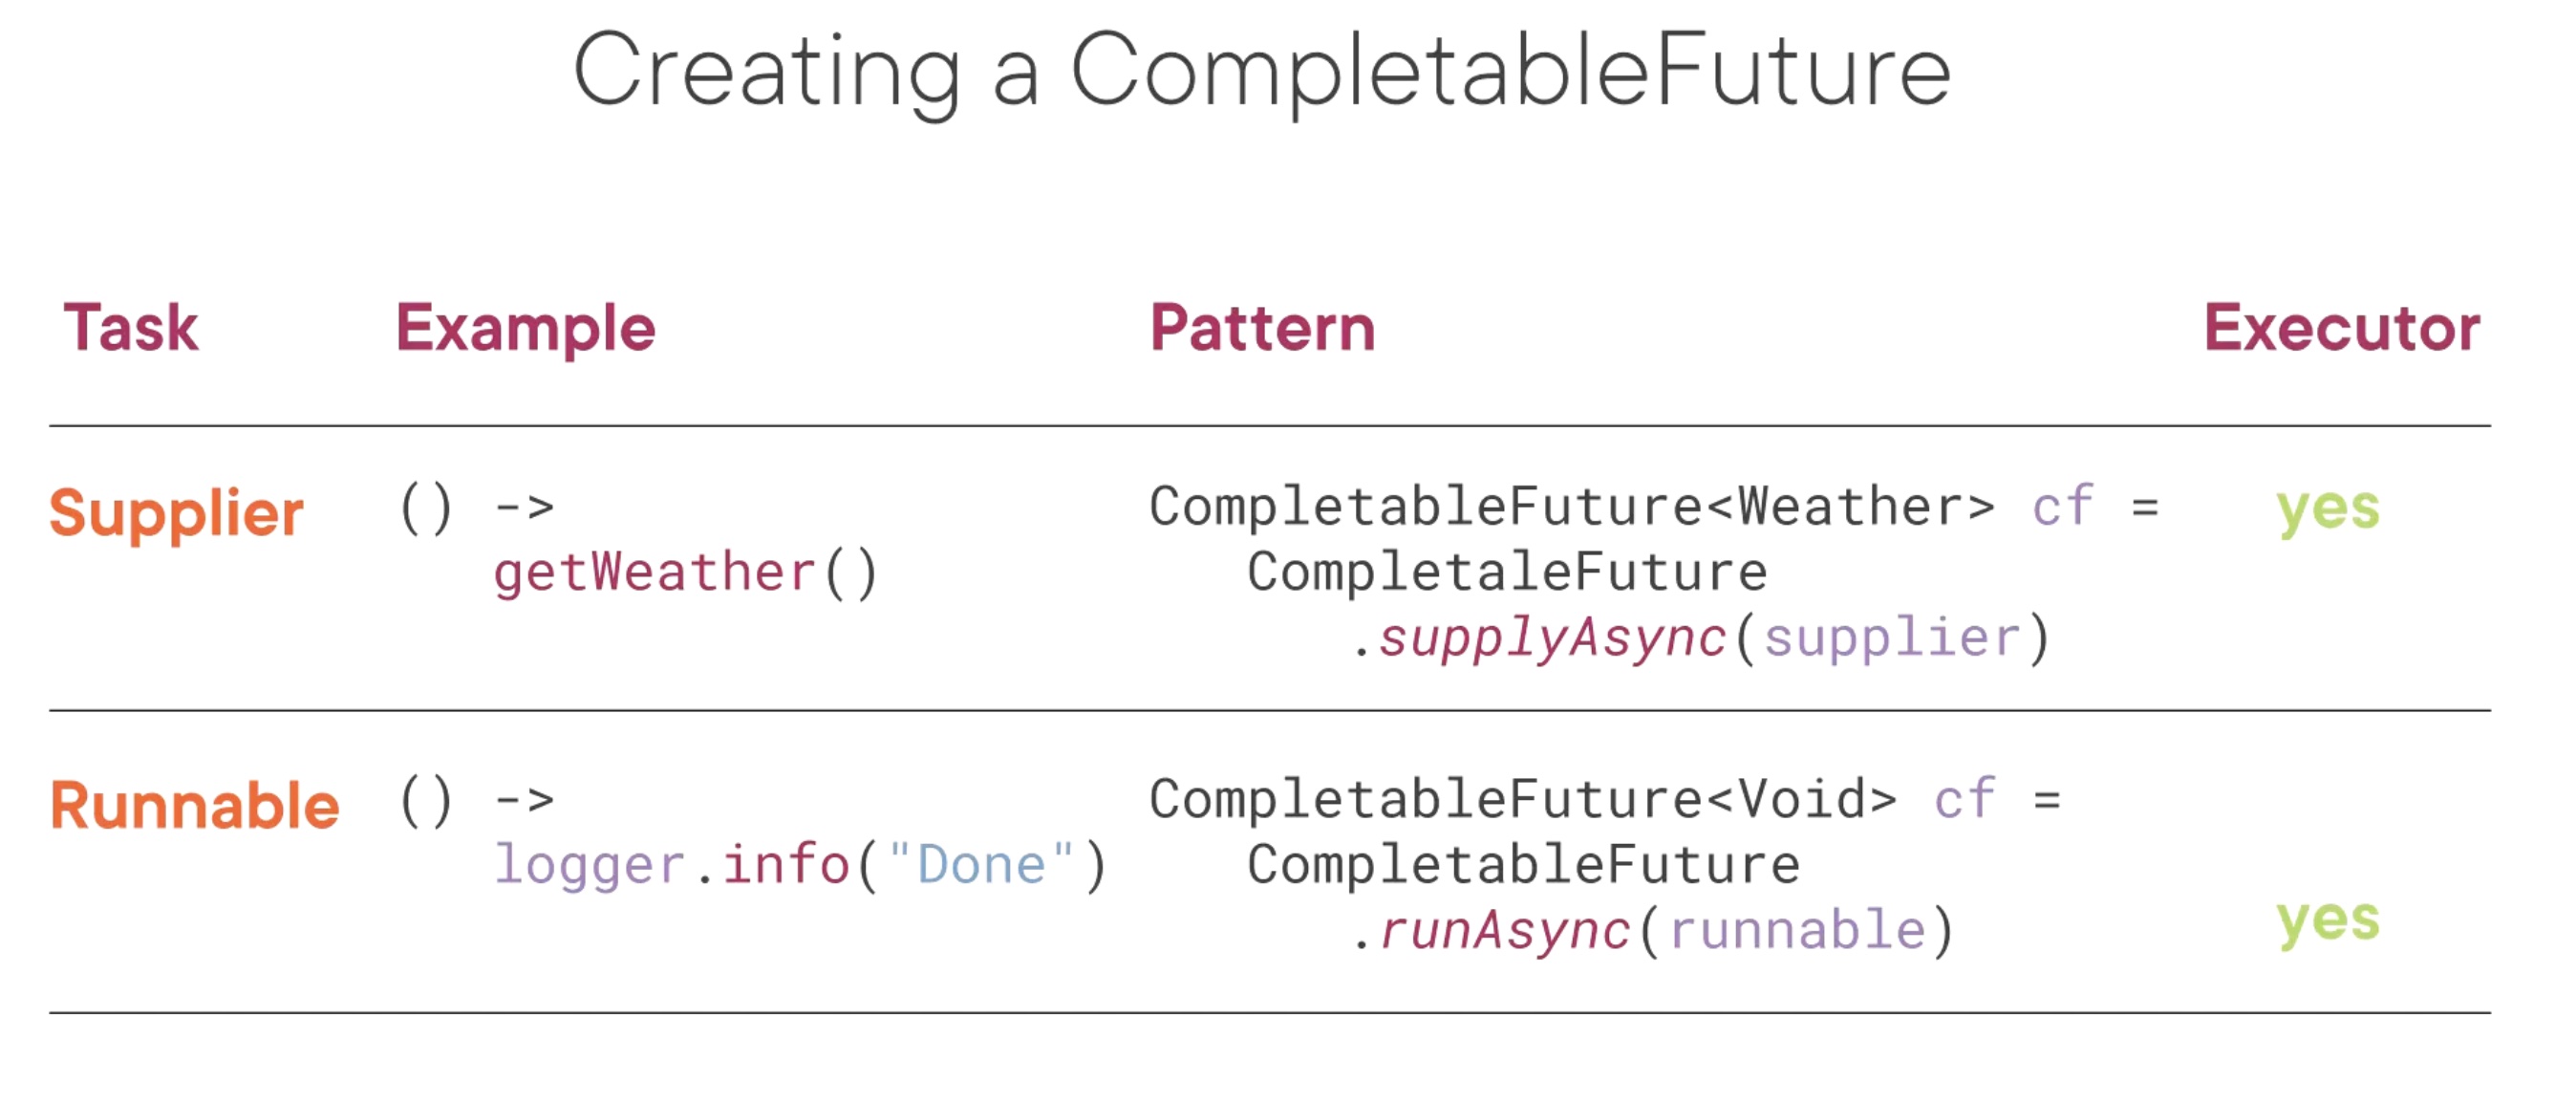 Creating a CompletableFuture
Task Example Pattern Executor
Supplier () -> CompletableFuture<Weather> cf = yes
getWeather() CompletaleFuture
.supplyAsync(supplier)
Runnable () -> CompletableFuture<Void> cf =
logger.info("Done") CompletableFuture
.runAsync(runnable) yes